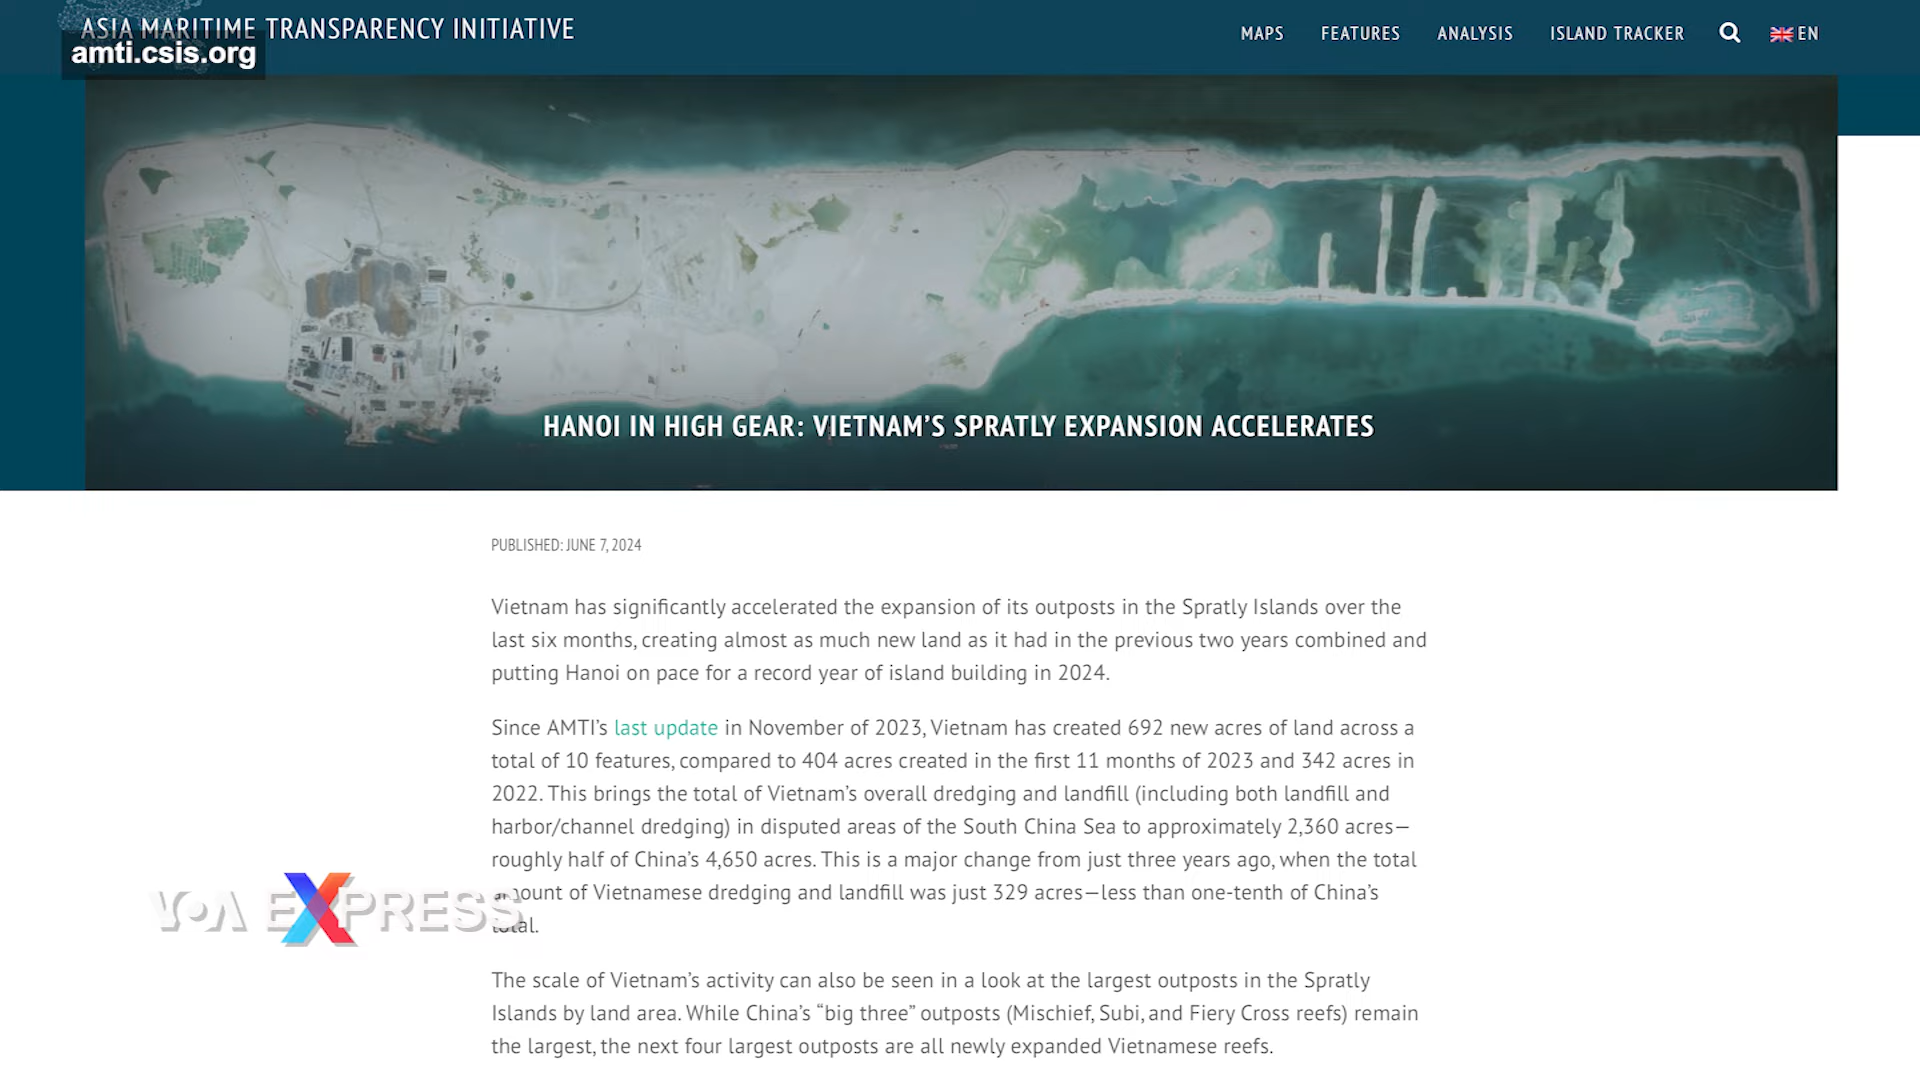 ASIA MARITIME TRANSPARENCY INITIATIVE
amti.csis.org
MAPS FEATURES ANALYSIS ISLAND TRACKER EN
HANOI IN HIGH GEAR: VIETNAM’S SPRATLY EXPANSION ACCELERATES
PUBLISHED: JUNE 7, 2024
Vietnam has significantly accelerated the expansion of its outposts in the Spratly Islands over the
last six months, creating almost as much new land as it had in the previous two years combined and
putting Hanoi on pace for a record year of island building in 2024.
Since AMTI’s last update in November of 2023, Vietnam has created 692 new acres of land across a
total of 10 features, compared to 404 acres created in the first 11 months of 2023 and 342 acres in
2022. This brings the total of Vietnam’s overall dredging and landfill (including both landfill and
harbor/channel dredging) in disputed areas of the South China Sea to approximately 2,360 acres—
roughly half of China’s 4,650 acres. This is a major change from just three years ago, when the total
amount of Vietnamese dredging and landfill was just 329 acres—less than one-tenth of China’s
total.
VOA EXPRESS
The scale of Vietnam’s activity can also be seen in a look at the largest outposts in the Spratly
Islands by land area. While China’s “big three” outposts (Mischief, Subi, and Fiery Cross reefs) remain
the largest, the next four largest outposts are all newly expanded Vietnamese reefs.